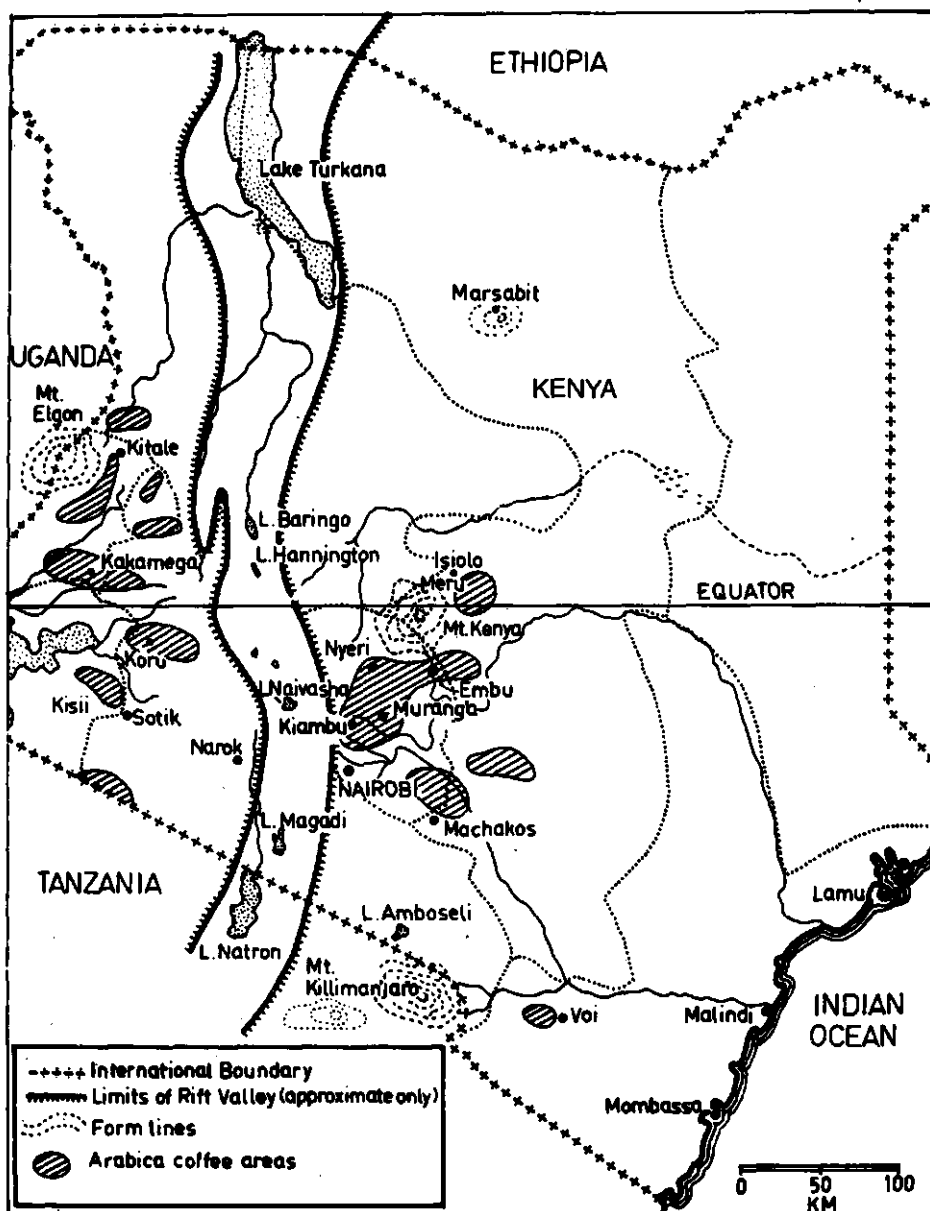 ETHIOPIA
Lake Turkana
Marsabit
UGANDA
KENYA
Mt.
Elgon
Kitale
L.Baringo
L.Hannington
Kakamega
Isiolo
Meru
EQUATOR
Mt.Kenya
Nyeri
Koru
L.Naivasha
Embu
Kisii
Muranga
Sotik
Kiambu
Narok
NAIROBI
L.Magadi
Machakos
TANZANIA
Lamu
L.Amboseli
L.Natron
Mt.
Killimanjaro
Voi
Malindi
INDIAN
OCEAN
Mombassa
International Boundary
Limits of Rift Valley (approximate only)
Form lines
Arabica coffee areas
0 50 100
KM